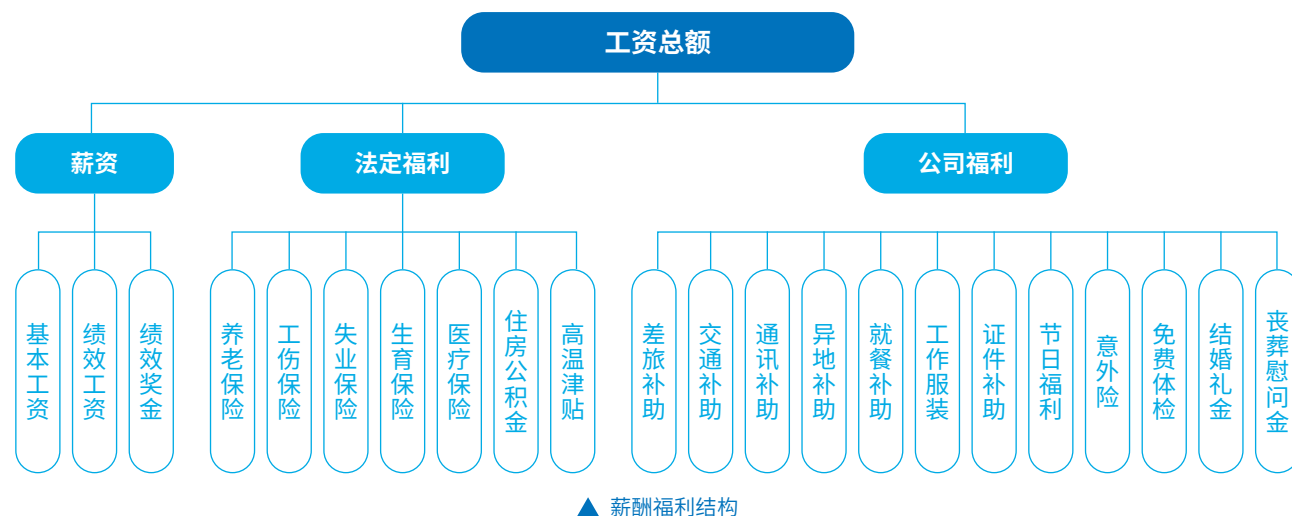 工资总额
薪资
法定福利
公司福利
基本工资
绩效工资
绩效奖金
养老保险
工伤保险
失业保险
生育保险
医疗保险
住房公积金
高温津贴
差旅补助
交通补助
通讯补助
异地补助
就餐补助
工作服装
证件补助
节日福利
意外险
免费体检
结婚礼金
丧葬慰问金
▲ 薪酬福利结构